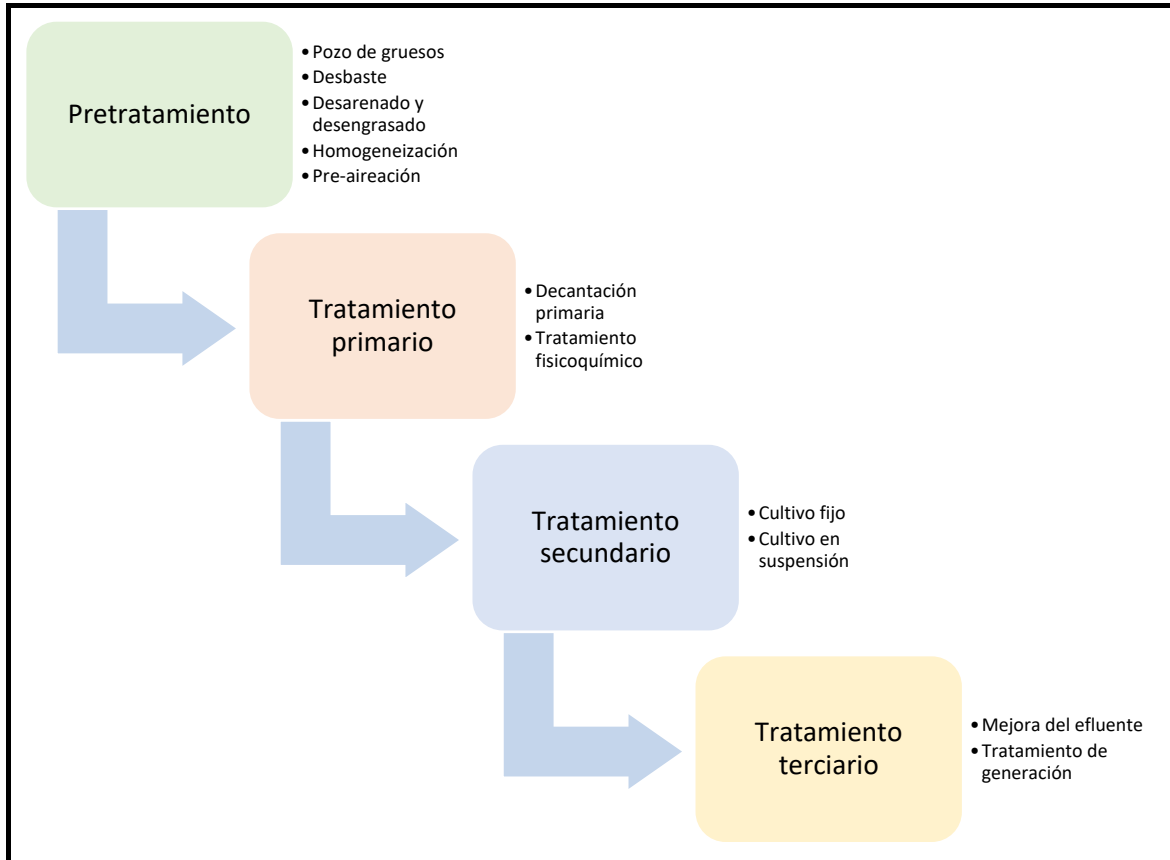 Pretratamiento
• Pozo de gruesos
• Desbaste
• Desarenado y
desengrasado
• Homogeneización
• Pre-aireación
Tratamiento
primario
• Decantación
primaria
• Tratamiento
fisicoquímico
Tratamiento
secundario
• Cultivo fijo
• Cultivo en
suspensión
Tratamiento
terciario
• Mejora del efluente
• Tratamiento de
generación